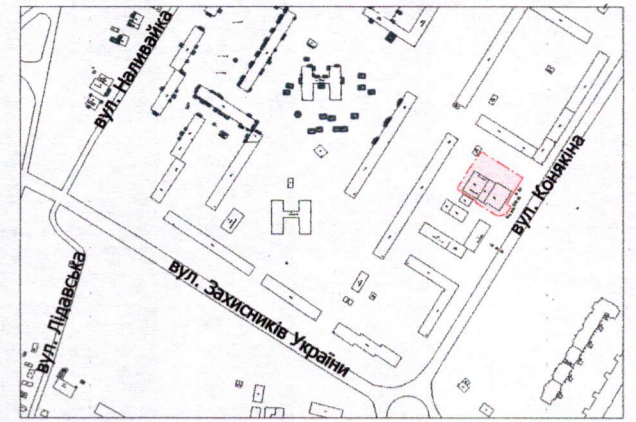 вул. Наливайка
вул. Конякіна
вул. Захисників України
вул. Лідавська